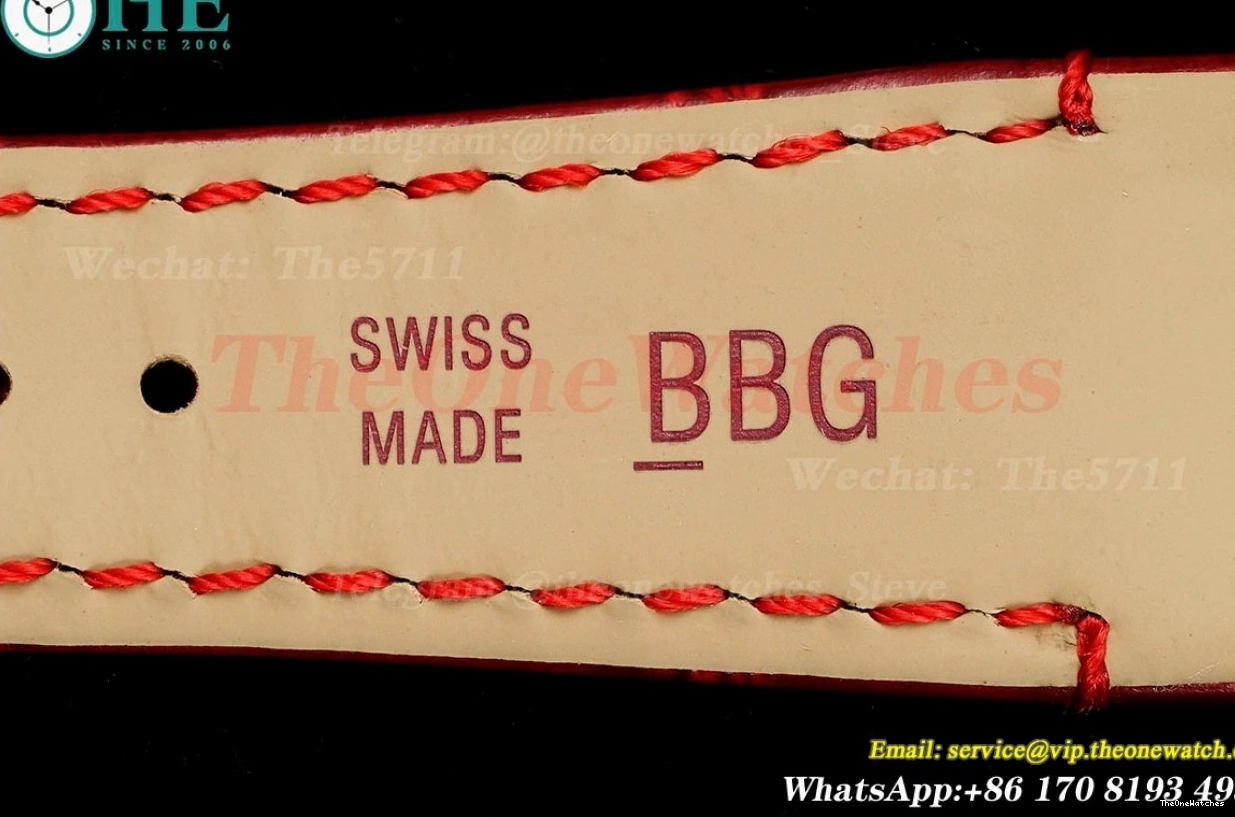 HE
SINCE 2006
Telegram:@theonewatches_Steve
Wechat: The5711
SWISS
MADE
BBG
TheOneWatches
Wechat: The5711
Telegram:@theonewatches_Steve
Email: service@vip.theonewatch.
WhatsApp:+86 170 8193 49
TheOneWatches